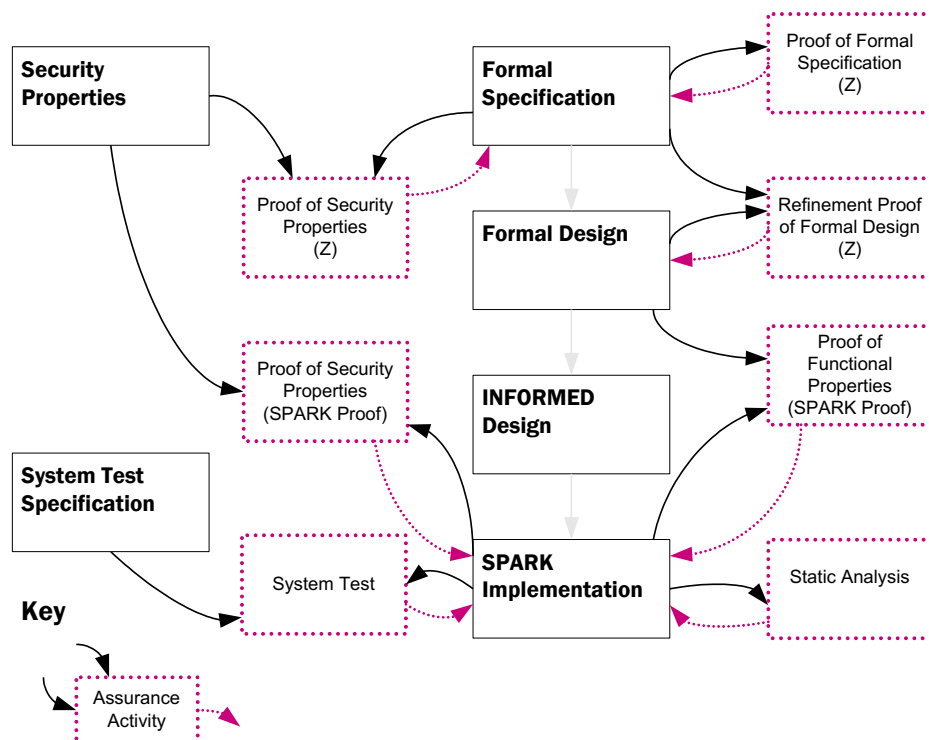 Security
Properties
Formal
Specification
Proof of Formal
Specification
(Z)
Proof of Security
Properties
(Z)
Formal Design
Refinement Proof
of Formal Design
(Z)
Proof of Security
Properties
(SPARK Proof)
INFORMED
Design
Proof of
Functional
Properties
(SPARK Proof)
System Test
Specification
System Test
SPARK
Implementation
Static Analysis
Key
Assurance
Activity